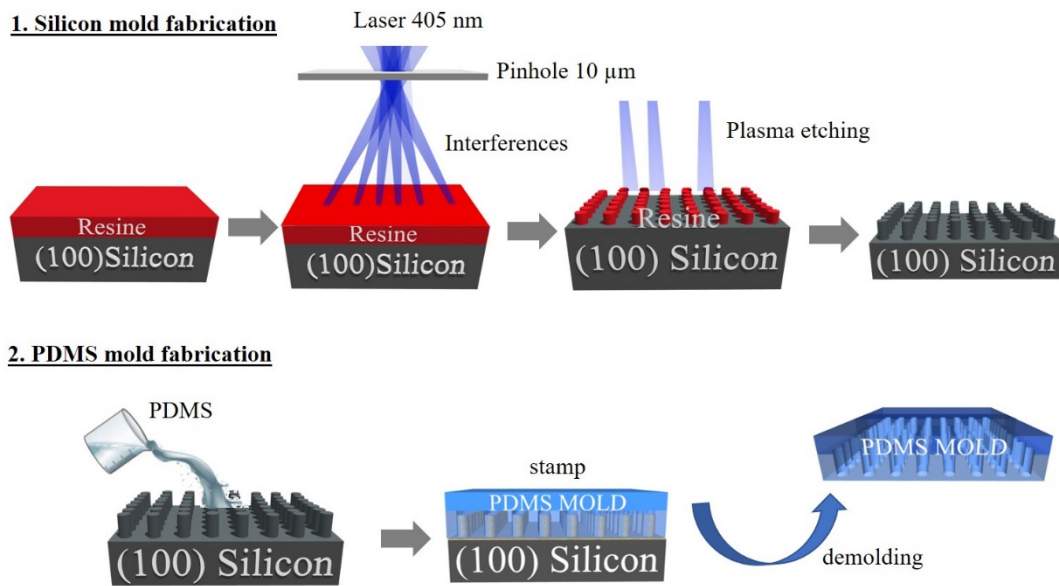 1. Silicon mold fabrication
Laser 405 nm
Pinhole 10 µm
Interferences
Plasma etching
Resine
(100)Silicon
Resine
(100)Silicon
Resine
(100) Silicon
(100) Silicon
2. PDMS mold fabrication
PDMS
(100) Silicon
stamp
PDMS MOLD
(100) Silicon
PDMS MOLD
demolding